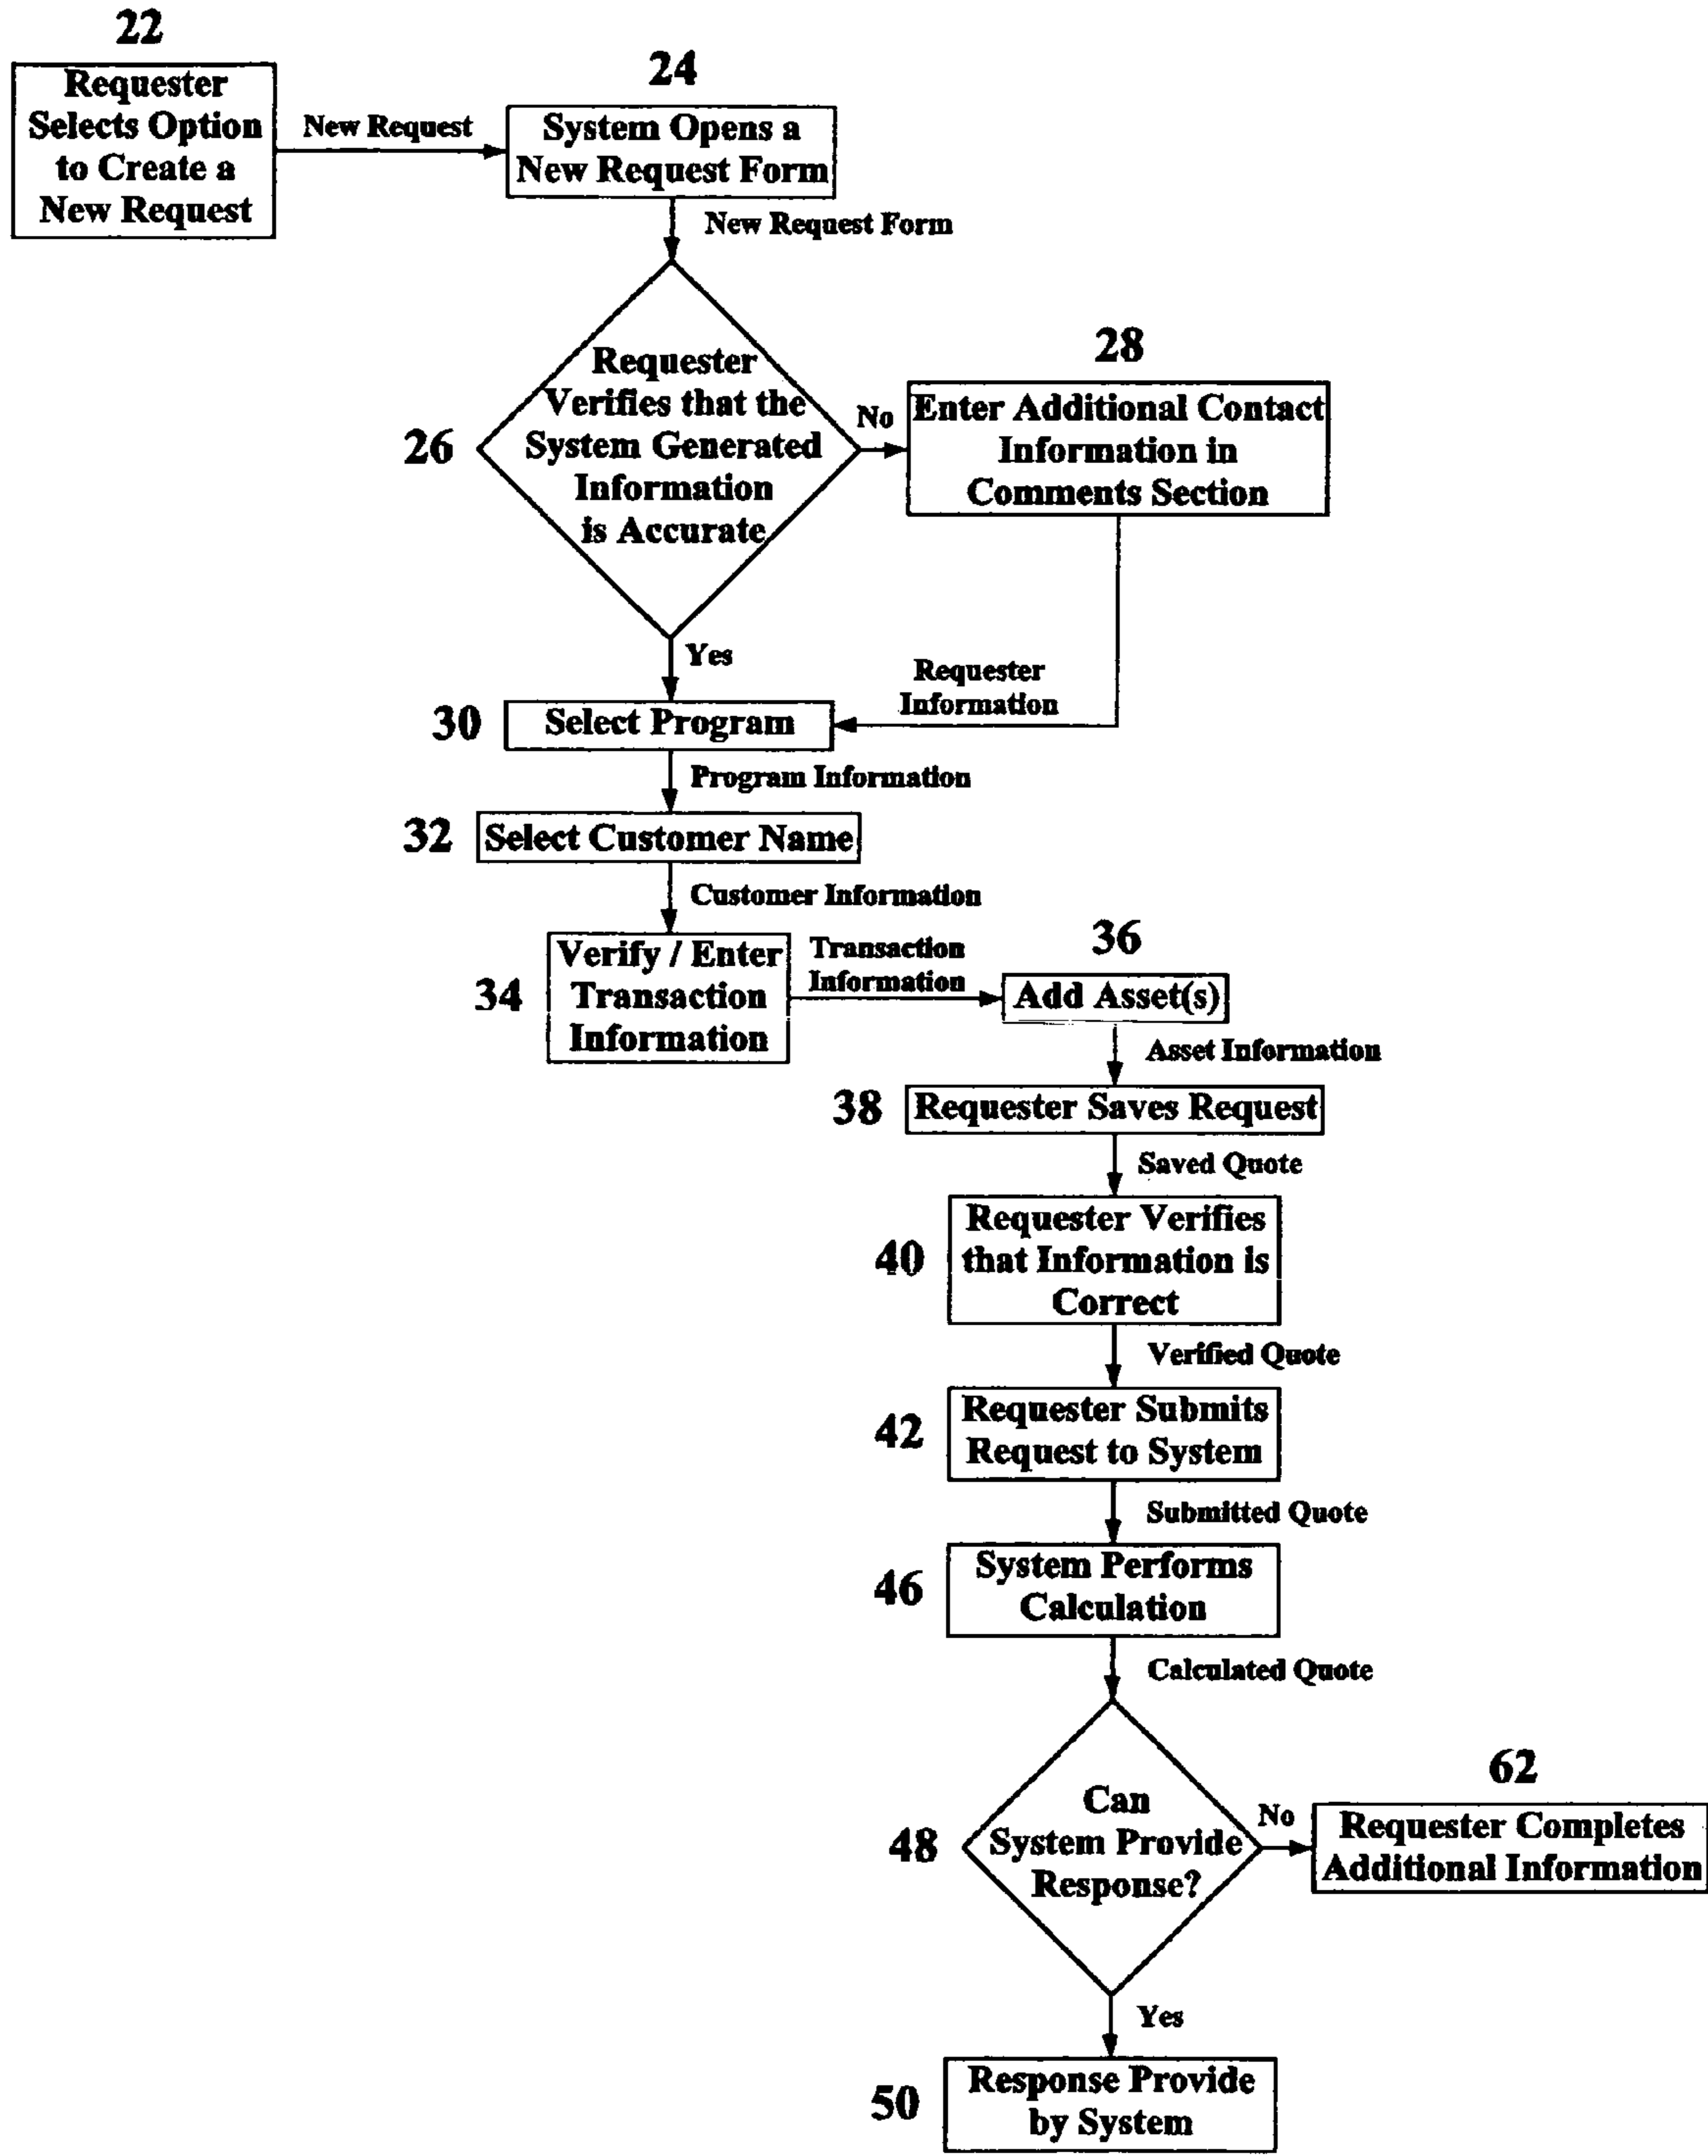 22
Requester
Selects Option
to Create a
New Request
New Request
24
System Opens a
New Request Form
New Request Form
26
Requester
Verifies that the
System Generated
Information
is Accurate
No
28
Enter Additional Contact
Information in
Comments Section
Yes
Requester
Information
30
Select Program
Program Information
32
Select Customer Name
Customer Information
34
Verify / Enter
Transaction
Information
Transaction
Information
36
Add Asset(s)
Asset Information
38
Requester Saves Request
Saved Quote
40
Requester Verifies
that Information is
Correct
Verified Quote
42
Requester Submits
Request to System
Submitted Quote
46
System Performs
Calculation
Calculated Quote
48
Can
System Provide
Response?
No
62
Requester Completes
Additional Information
Yes
50
Response Provide
by System